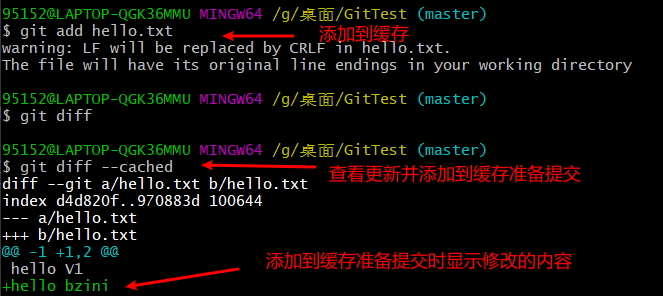 95152@LAPTOP-QGK36MMU MINGW64 /g/桌面/GitTest (master)
$ git add hello.txt 添加到缓存
warning: LF will be replaced by CRLF in hello.txt.
The file will have its original line endings in your working directory
95152@LAPTOP-QGK36MMU MINGW64 /g/桌面/GitTest (master)
$ git diff
95152@LAPTOP-QGK36MMU MINGW64 /g/桌面/GitTest (master)
$ git diff --cached 查看更新并添加到缓存准备提交
diff --git a/hello.txt b/hello.txt
index d4d820f..970883d 100644
--- a/hello.txt
+++ b/hello.txt
@@ -1 +1,2 @@
 hello V1 添加到缓存准备提交时显示修改的内容
+hello bzini